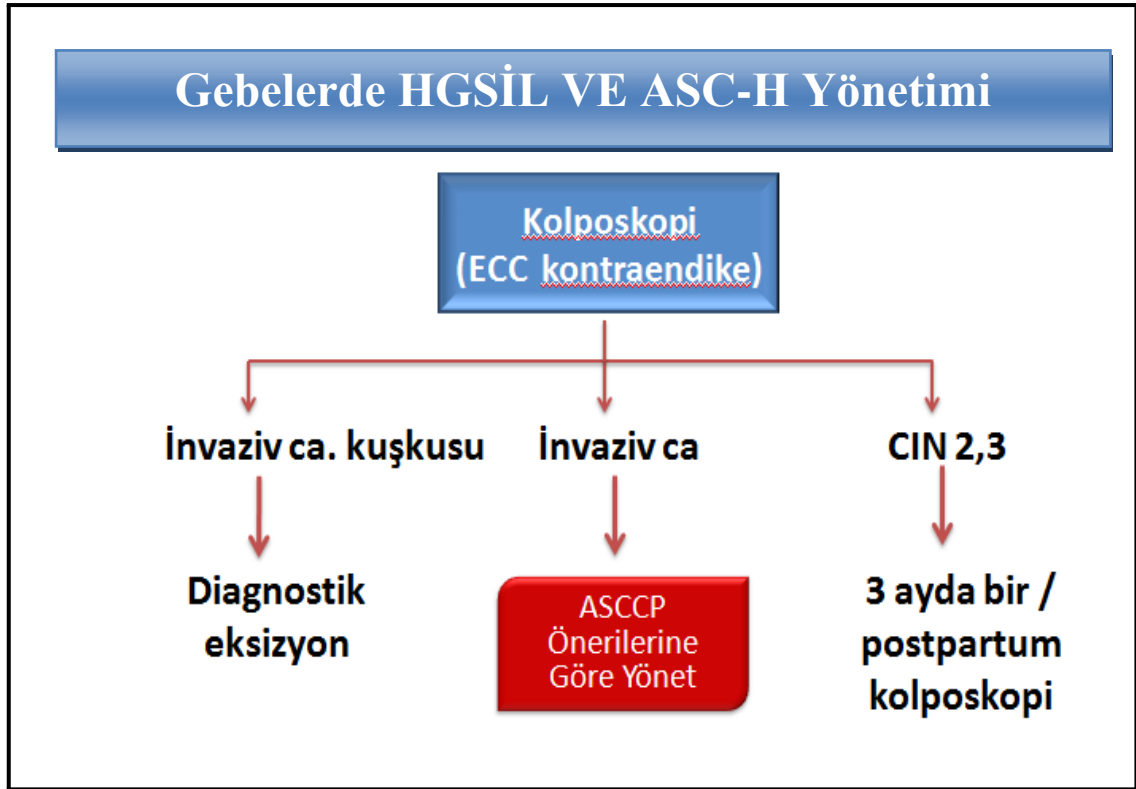 Gebelerde HGSİL VE ASC-H Yönetimi
Kolposkopi
(ECC kontraendike)
İnvaziv ca. kuşkusu
İnvaziv ca
CIN 2,3
Diagnostik
eksizyon
ASCCP
Önerilerine
Göre Yönet
3 ayda bir /
postpartum
kolposkopi